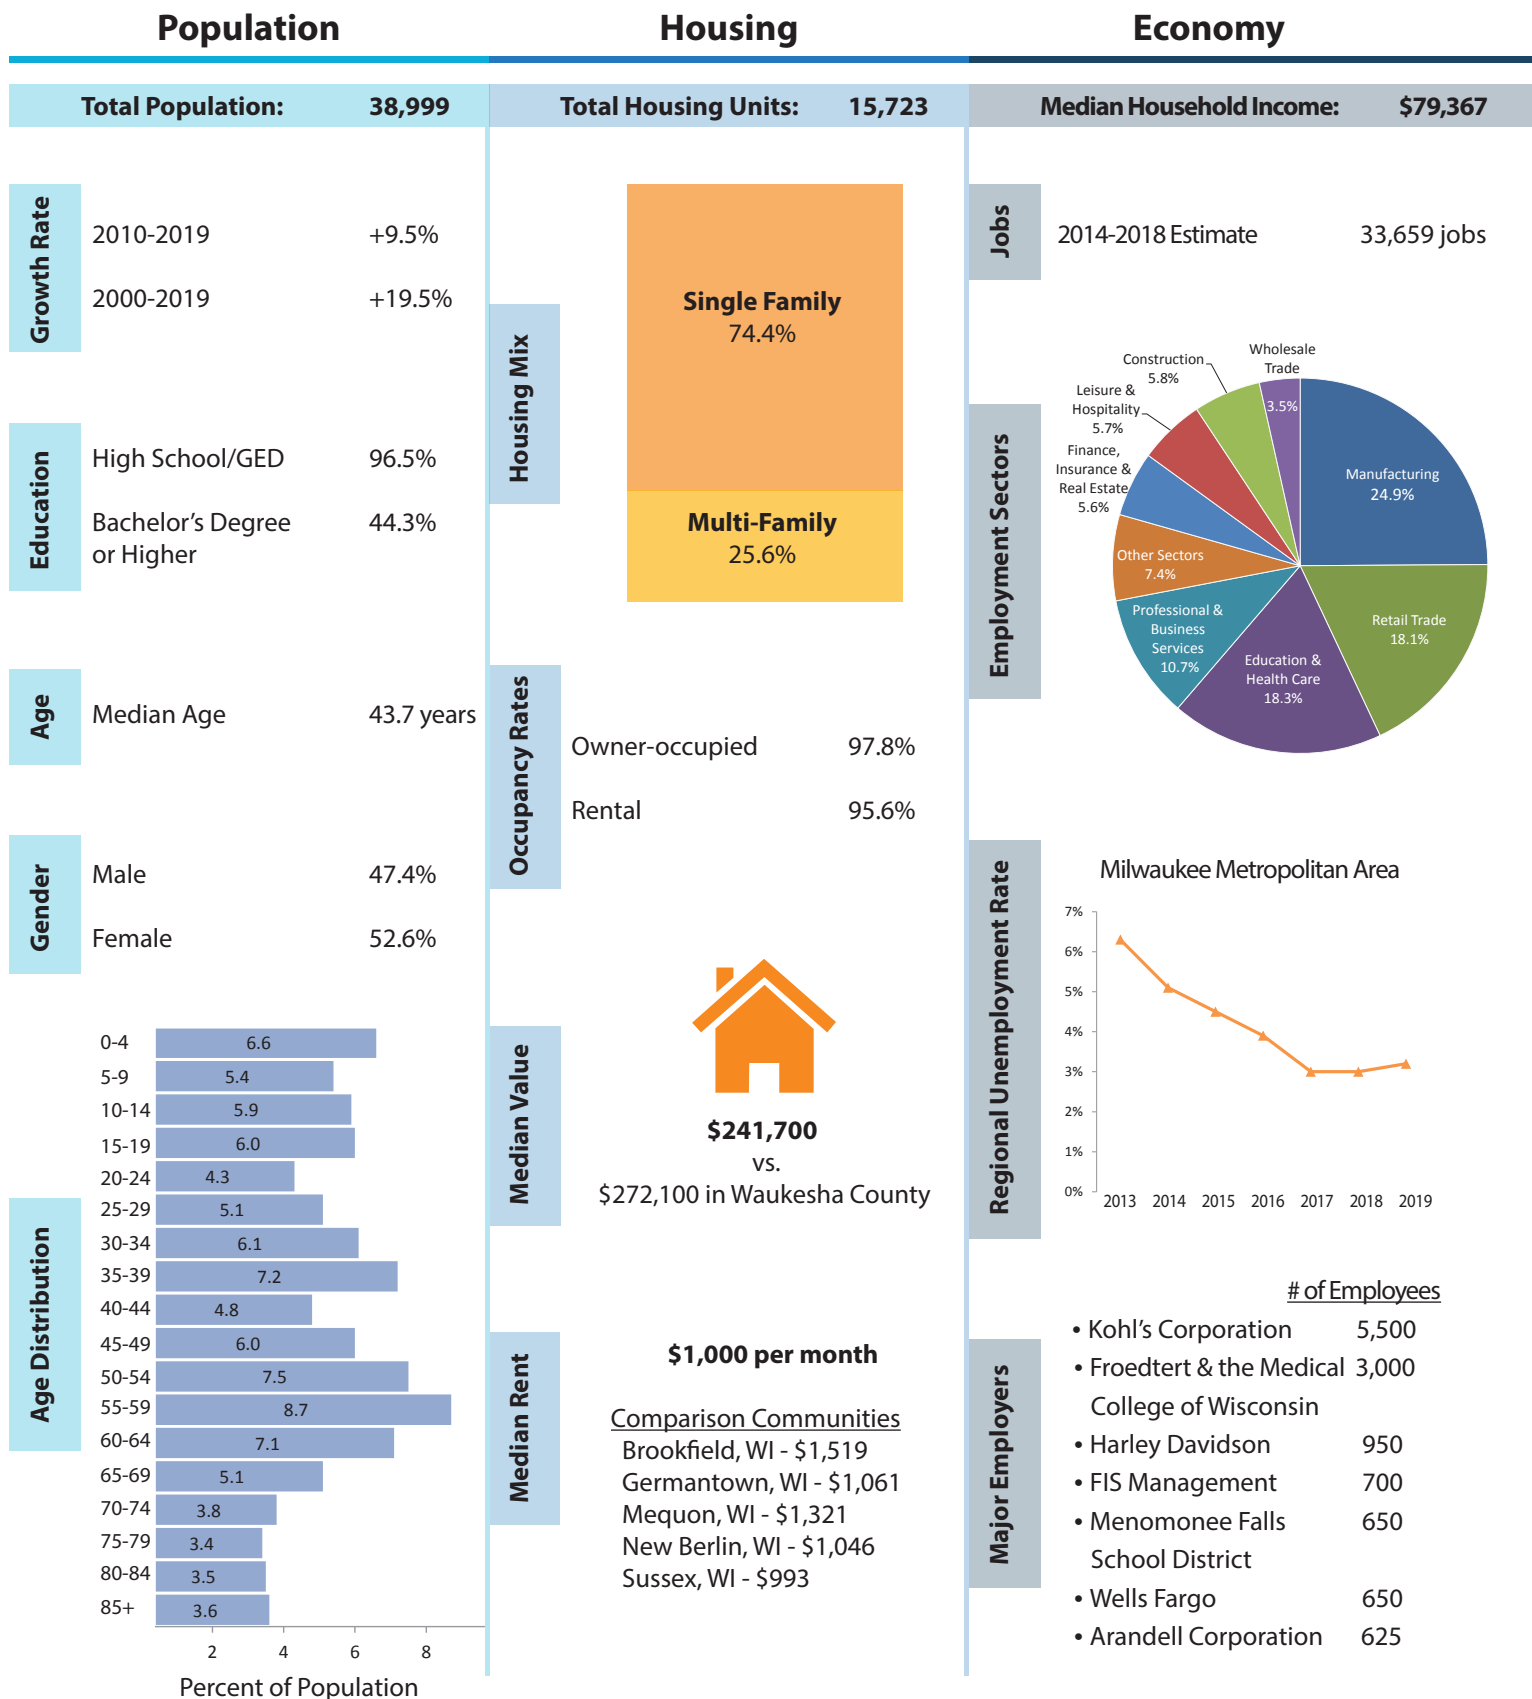 Population
Total Population: 38,999
Growth Rate
2010-2019 +9.5%
2000-2019 +19.5%
Education
High School/GED 96.5%
Bachelor’s Degree 44.3%
or Higher
Age
Median Age 43.7 years
Gender
Male 47.4%
Female 52.6%
Age Distribution
0-4 6.6
5-9 5.4
10-14 5.9
15-19 6.0
20-24 4.3
25-29 5.1
30-34 6.1
35-39 7.2
40-44 4.8
45-49 6.0
50-54 7.5
55-59 8.7
60-64 7.1
65-69 5.1
70-74 3.8
75-79 3.4
80-84 3.5
85+ 3.6
2 4 6 8
Percent of Population
Housing
Total Housing Units: 15,723
Housing Mix
Single Family
74.4%
Multi-Family
25.6%
Occupancy Rates
Owner-occupied 97.8%
Rental 95.6%
Median Value
$241,700
vs.
$272,100 in Waukesha County
Median Rent
$1,000 per month
Comparison Communities
Brookfield, WI - $1,519
Germantown, WI - $1,061
Mequon, WI - $1,321
New Berlin, WI - $1,046
Sussex, WI - $993
Economy
Median Household Income: $79,367
Jobs
2014-2018 Estimate 33,659 jobs
Employment Sectors
Wholesale
Trade
3.5%
Construction
5.8%
Leisure &
Hospitality
5.7%
Finance,
Insurance &
Real Estate
5.6%
Other Sectors
7.4%
Professional &
Business
Services
10.7%
Education &
Health Care
18.3%
Retail Trade
18.1%
Manufacturing
24.9%
Regional Unemployment Rate
Milwaukee Metropolitan Area
7%
6%
5%
4%
3%
2%
1%
0%
2013 2014 2015 2016 2017 2018 2019
Major Employers
# of Employees
• Kohl’s Corporation 5,500
• Froedtert & the Medical 3,000
College of Wisconsin
• Harley Davidson 950
• FIS Management 700
• Menomonee Falls 650
School District
• Wells Fargo 650
• Arandell Corporation 625